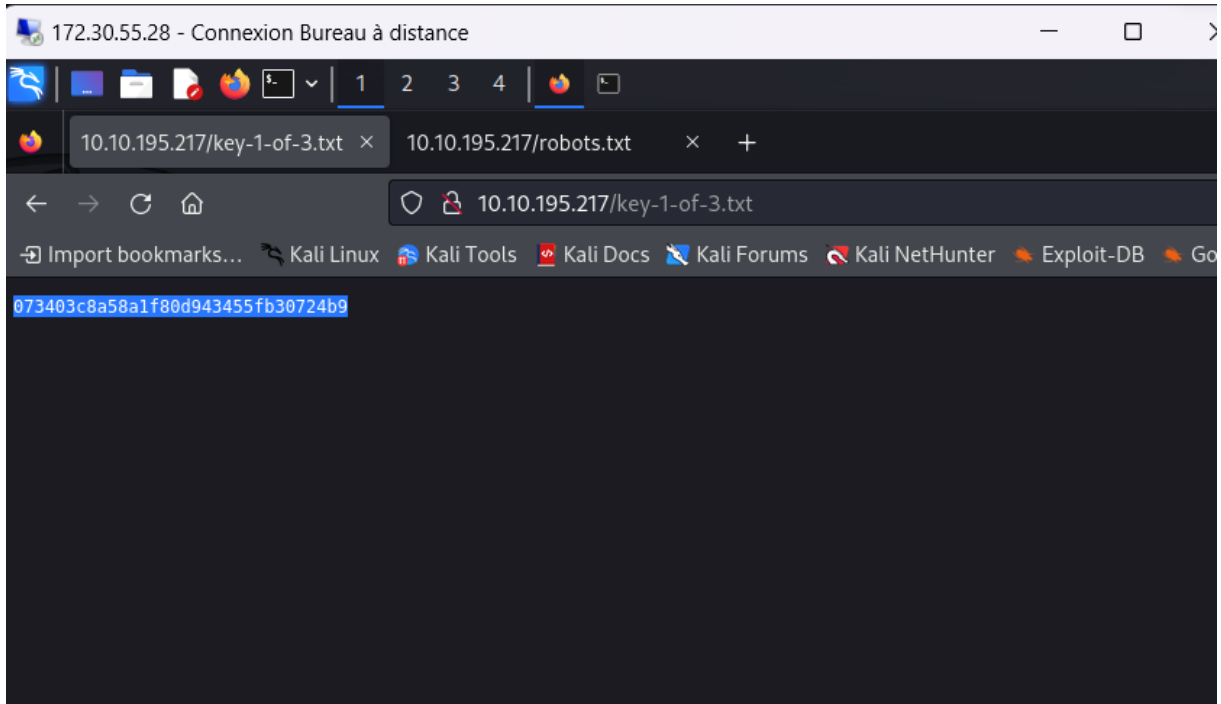 172.30.55.28 - Connexion Bureau à distance
1 2 3 4
10.10.195.217/key-1-of-3.txt 10.10.195.217/robots.txt
10.10.195.217/key-1-of-3.txt
Import bookmarks... Kali Linux Kali Tools Kali Docs Kali Forums Kali NetHunter Exploit-DB Go
073403c8a58a1f80d943455fb30724b9